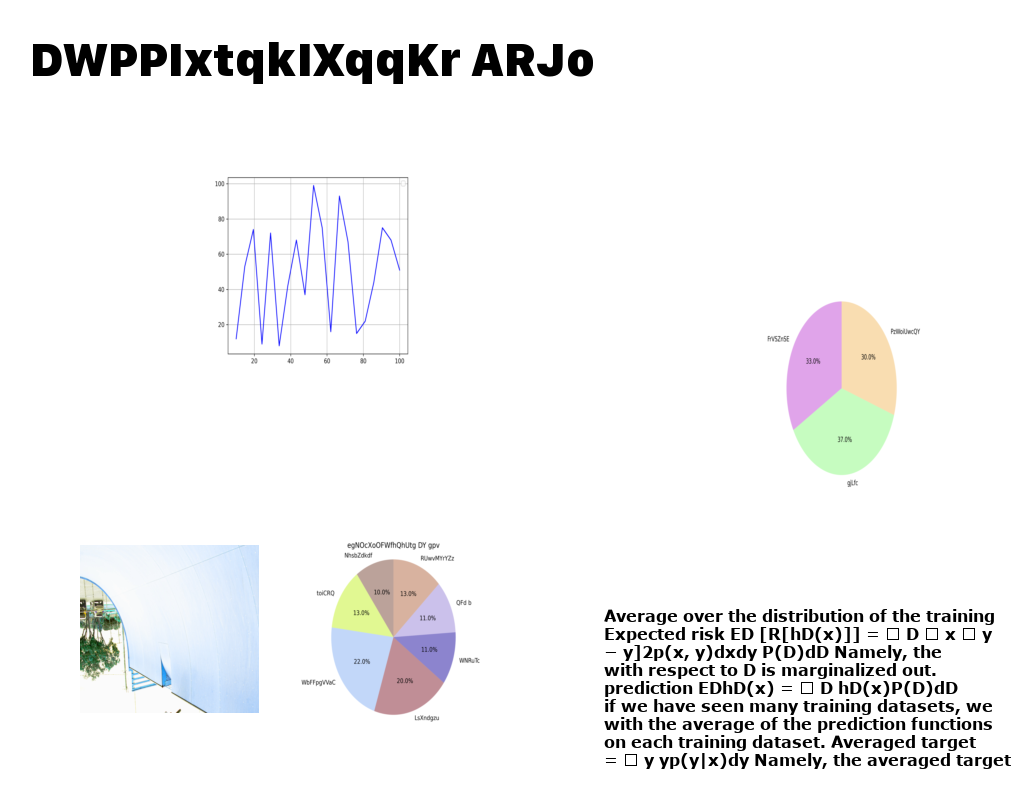 DWPPIxtqkIXqqKr ARJo
100
80
60
40
20
20 40 60 80 100
PzWoiUwcQY
FrVSZnSE
33.0%
30.0%
37.0%
gjLfc
egNOcXoOFWfhQhUtg DY gpv
NhsbZdkdf
RUwvMYrYZz
toiCRQ
10.0%
13.0%
QFd b
13.0%
11.0%
22.0%
11.0%
WNRuTc
WbFFpgVVaC
20.0%
LsXndgzu
Average over the distribution of the training
Expected risk ED [R[hD(x)]] = □ D □ x □ y
− y]2p(x, y)dxdy P(D)dD Namely, the
with respect to D is marginalized out.
prediction EDhD(x) = □ D hD(x)P(D)dD
if we have seen many training datasets, we
with the average of the prediction functions
on each training dataset. Averaged target
= □ y yp(y|x)dy Namely, the averaged target